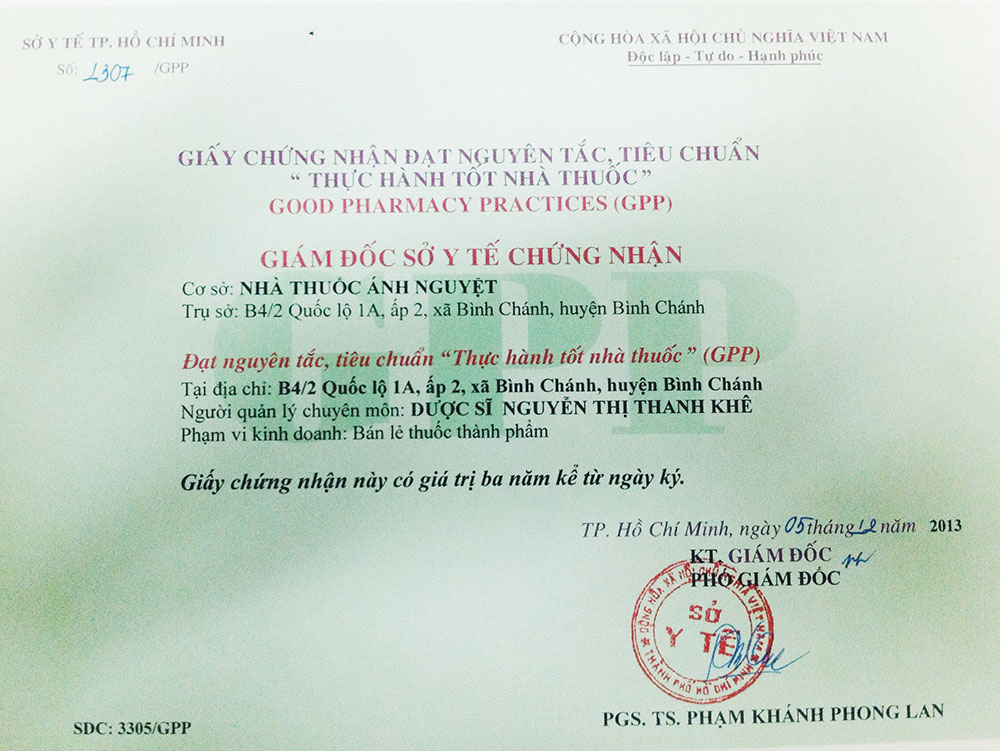 SỞ Y TẾ TP. HỒ CHÍ MINH
Số: 1307 /GPP
CỘNG HÒA XÃ HỘI CHỦ NGHĨA VIỆT NAM
Độc lập - Tự do - Hạnh phúc
GIẤY CHỨNG NHẬN ĐẠT NGUYÊN TẮC, TIÊU CHUẨN
“ THỰC HÀNH TỐT NHÀ THUỐC”
GOOD PHARMACY PRACTICES (GPP)
GIÁM ĐỐC SỞ Y TẾ CHỨNG NHẬN
GPP
Cơ sở: NHÀ THUỐC ÁNH NGUYỆT
Trụ sở: B4/2 Quốc lộ 1A, ấp 2, xã Bình Chánh, huyện Bình Chánh
Đạt nguyên tắc, tiêu chuẩn “Thực hành tốt nhà thuốc” (GPP)
Tại địa chỉ: B4/2 Quốc lộ 1A, ấp 2, xã Bình Chánh, huyện Bình Chánh
Người quản lý chuyên môn: DƯỢC SĨ NGUYỄN THỊ THANH KHÊ
Phạm vi kinh doanh: Bán lẻ thuốc thành phẩm
Giấy chứng nhận này có giá trị ba năm kể từ ngày ký.
TP. Hồ Chí Minh, ngày 05 tháng 12 năm 2013
KT. GIÁM ĐỐC
PHÓ GIÁM ĐỐC
CỘNG HÒA XÃ HỘI CHỦ NGHĨA VIỆT NAM
SỞ
Y TẾ
THÀNH PHỐ HỒ CHÍ MINH
PGS. TS. PHẠM KHÁNH PHONG LAN
SDC: 3305/GPP